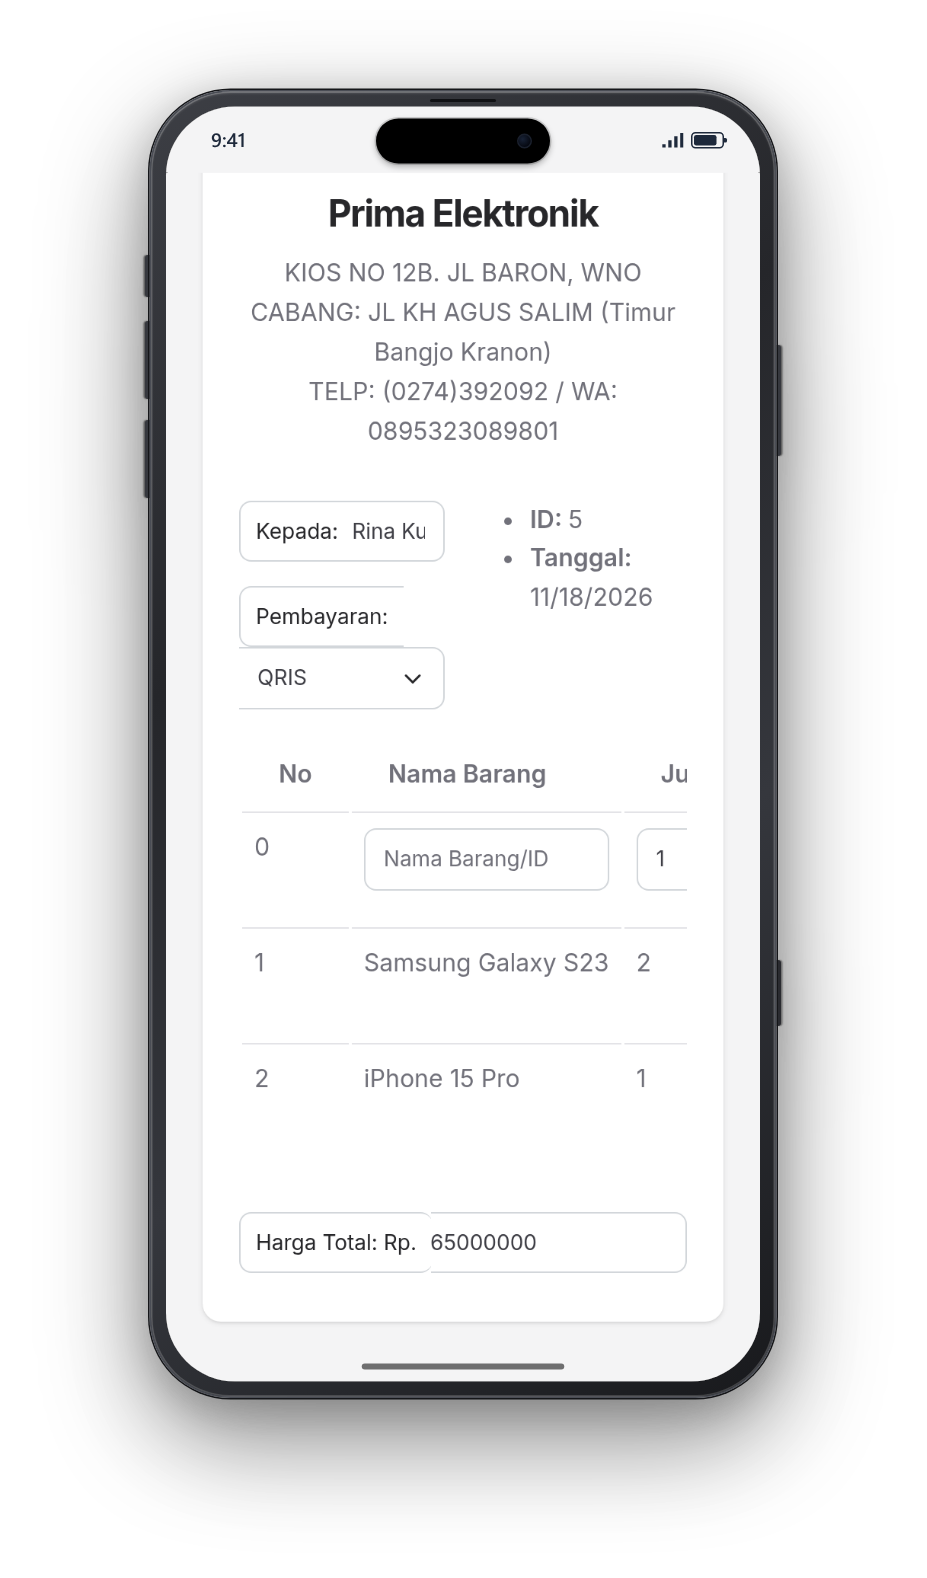 9:41
Prima Elektronik
KIOS NO 12B. JL BARON, WNO
CABANG: JL KH AGUS SALIM (Timur
Bangjo Kranon)
TELP: (0274)392092 / WA:
0895323089801
Kepada: Rina Ku
• ID: 5
• Tanggal:
11/18/2026
Pembayaran:
QRIS
No Nama Barang Ju
0 Nama Barang/ID 1
1 Samsung Galaxy S23 2
2 iPhone 15 Pro 1
Harga Total: Rp. 65000000